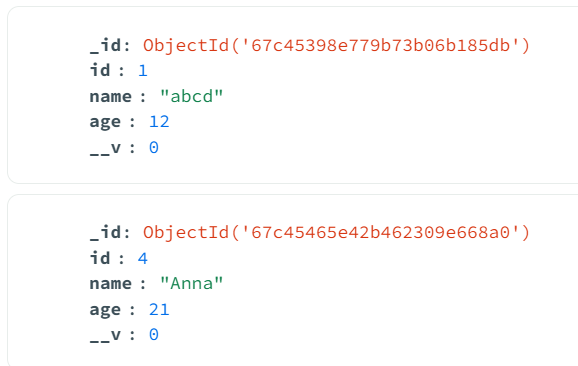 _id: ObjectId('67c45398e779b73b06b185db')
id : 1
name : "abcd"
age : 12
__v : 0
_id: ObjectId('67c45465e42b462309e668a0')
id : 4
name : "Anna"
age : 21
__v : 0